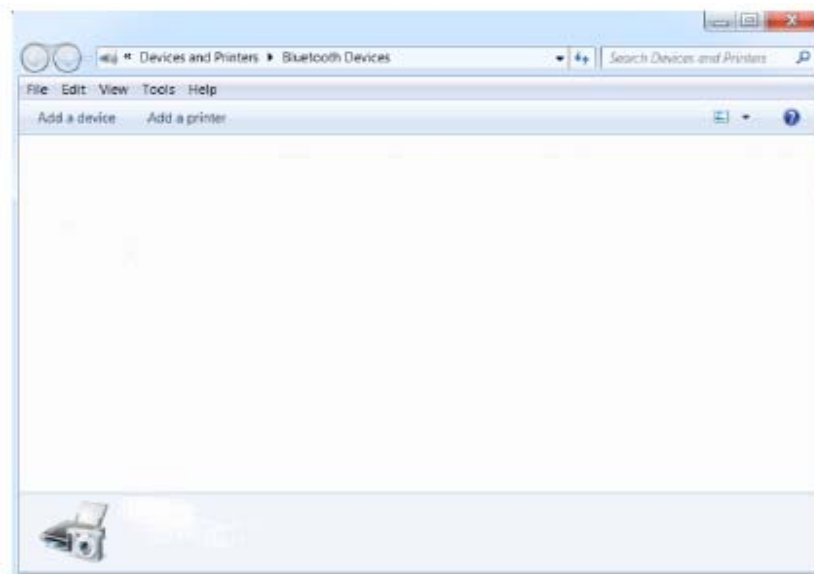 « Devices and Printers ▸ Bluetooth Devices Search Devices and Printers
File Edit View Tools Help
Add a device Add a printer